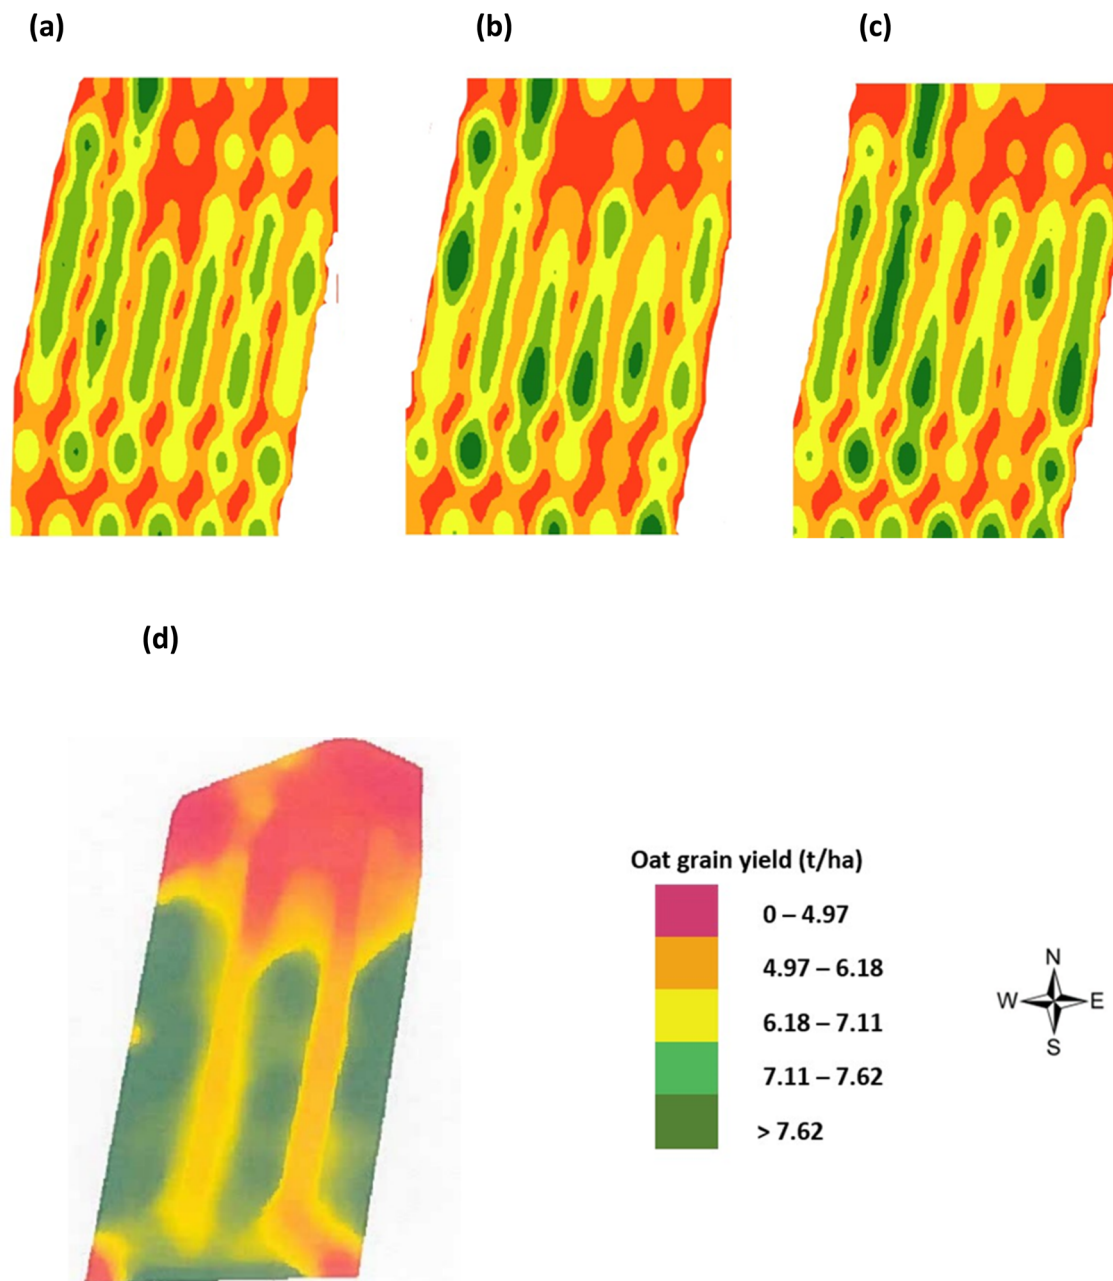 (a)
(b)
(c)
(d)
Oat grain yield (t/ha)
0 – 4.97
4.97 – 6.18
6.18 – 7.11
7.11 – 7.62
> 7.62
N
W E
S